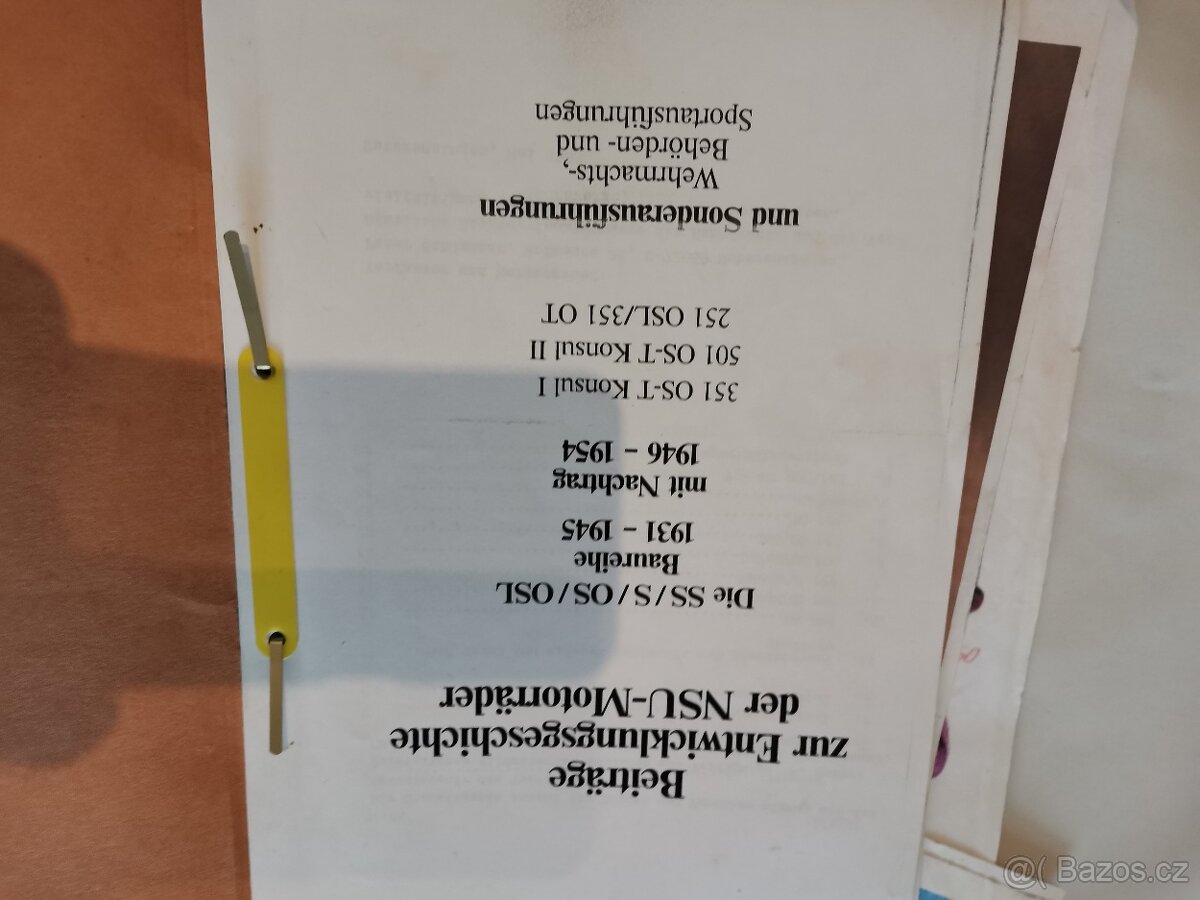 Beiträge
zur Entwicklungsgeschichte
der NSU-Motorräder
Die SS / S / OS / OSL
Baureihe
1931 – 1945
mit Nachtrag
1946 – 1954
351 OS-T Konsul I
501 OS-T Konsul II
251 OSL/351 OT
und Sonderausführungen
Wehrmachts-,
Behörden- und
Sportausführungen
@( Bazos.cz